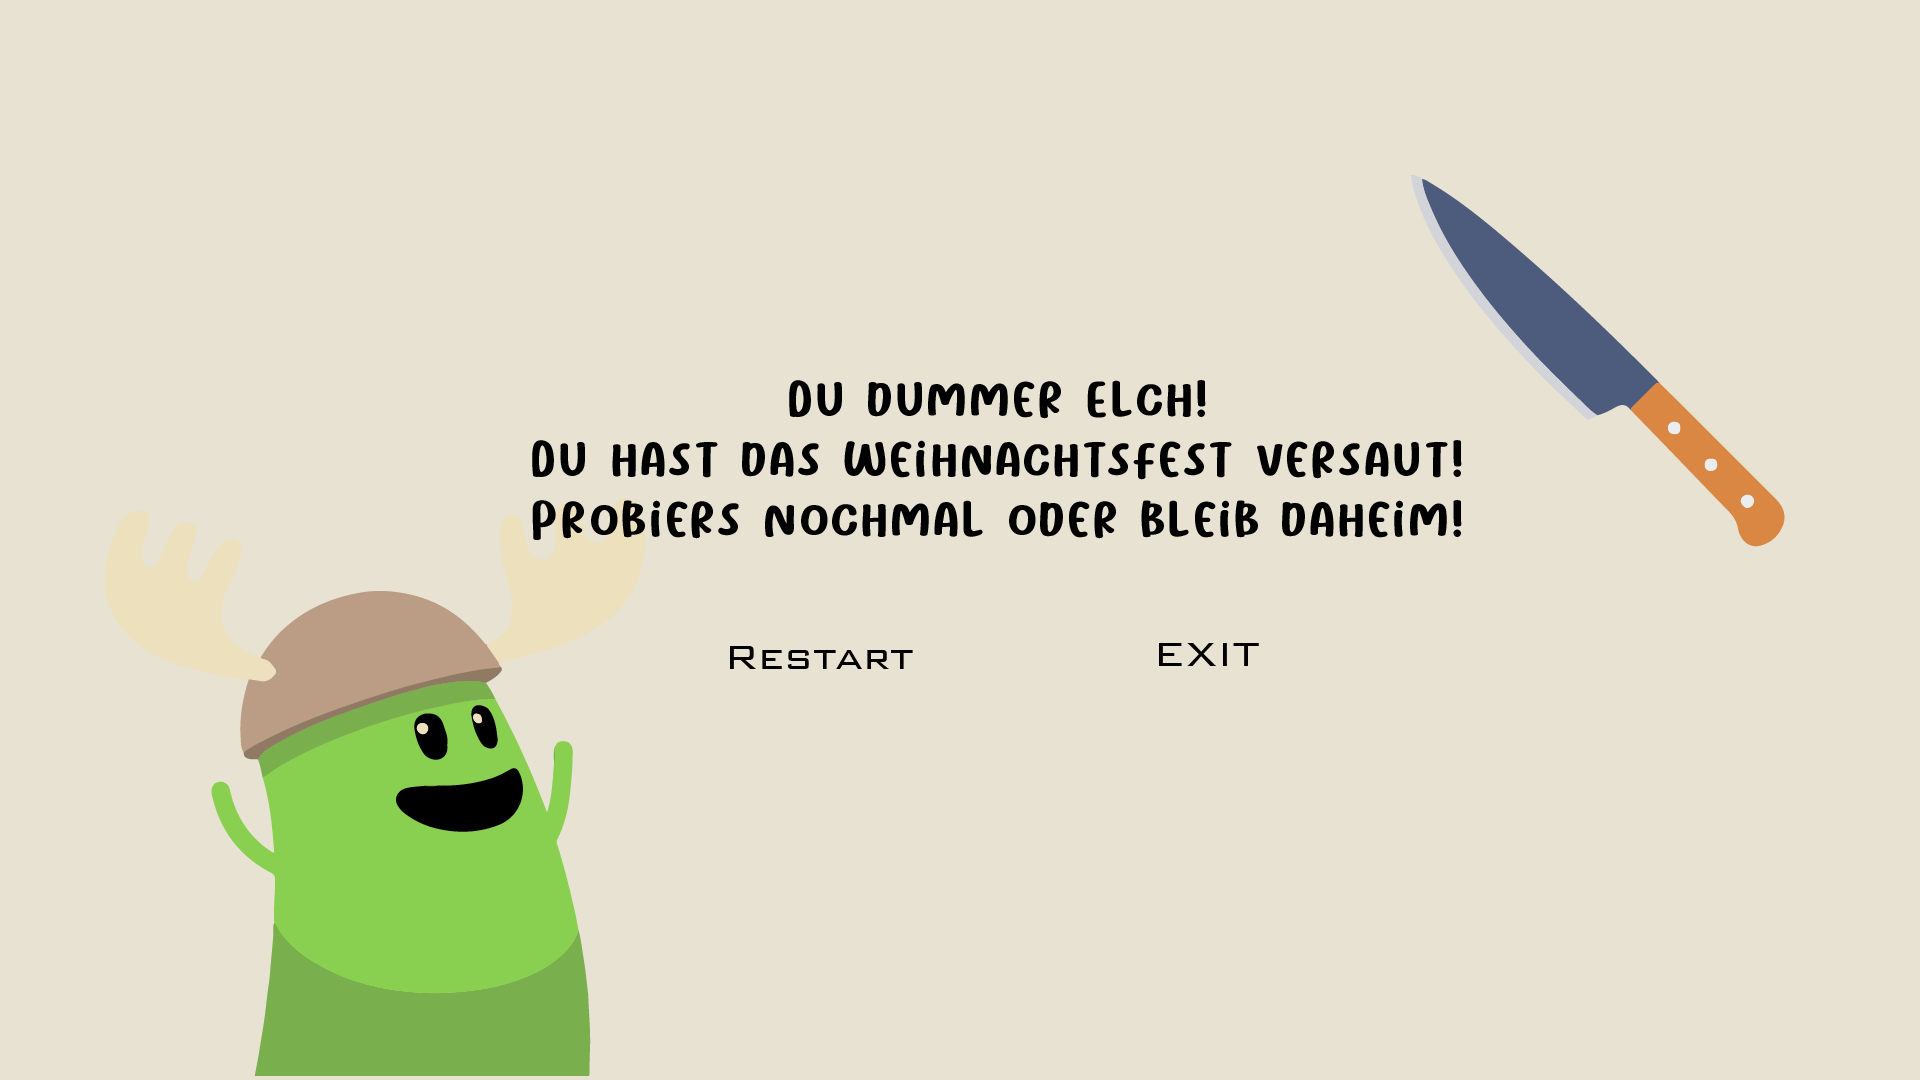 DU DUMMER ELCH!
DU HAST DAS WEiHNACHTSFEST VERSAUT!
PROBiERS NOCHMAL ODER BLEiB DAHEiM!
RESTART
EXIT